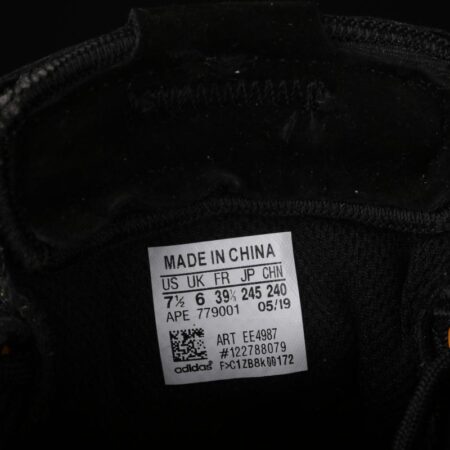 MADE IN CHINA
US UK FR JP CHN
7½ 6 39⅓ 245 240
APE 779001 05/19
ART EE4987
#122788079
adidas F>C1ZB8k00172